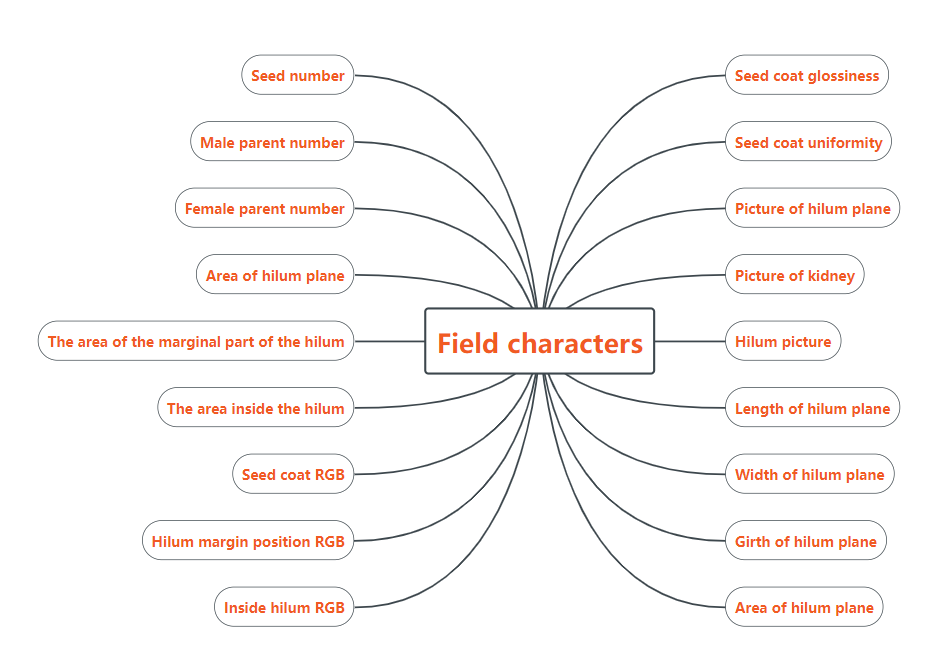 Seed number
Male parent number
Female parent number
Area of hilum plane
The area of the marginal part of the hilum
The area inside the hilum
Seed coat RGB
Hilum margin position RGB
Inside hilum RGB
Field characters
Seed coat glossiness
Seed coat uniformity
Picture of hilum plane
Picture of kidney
Hilum picture
Length of hilum plane
Width of hilum plane
Girth of hilum plane
Area of hilum plane